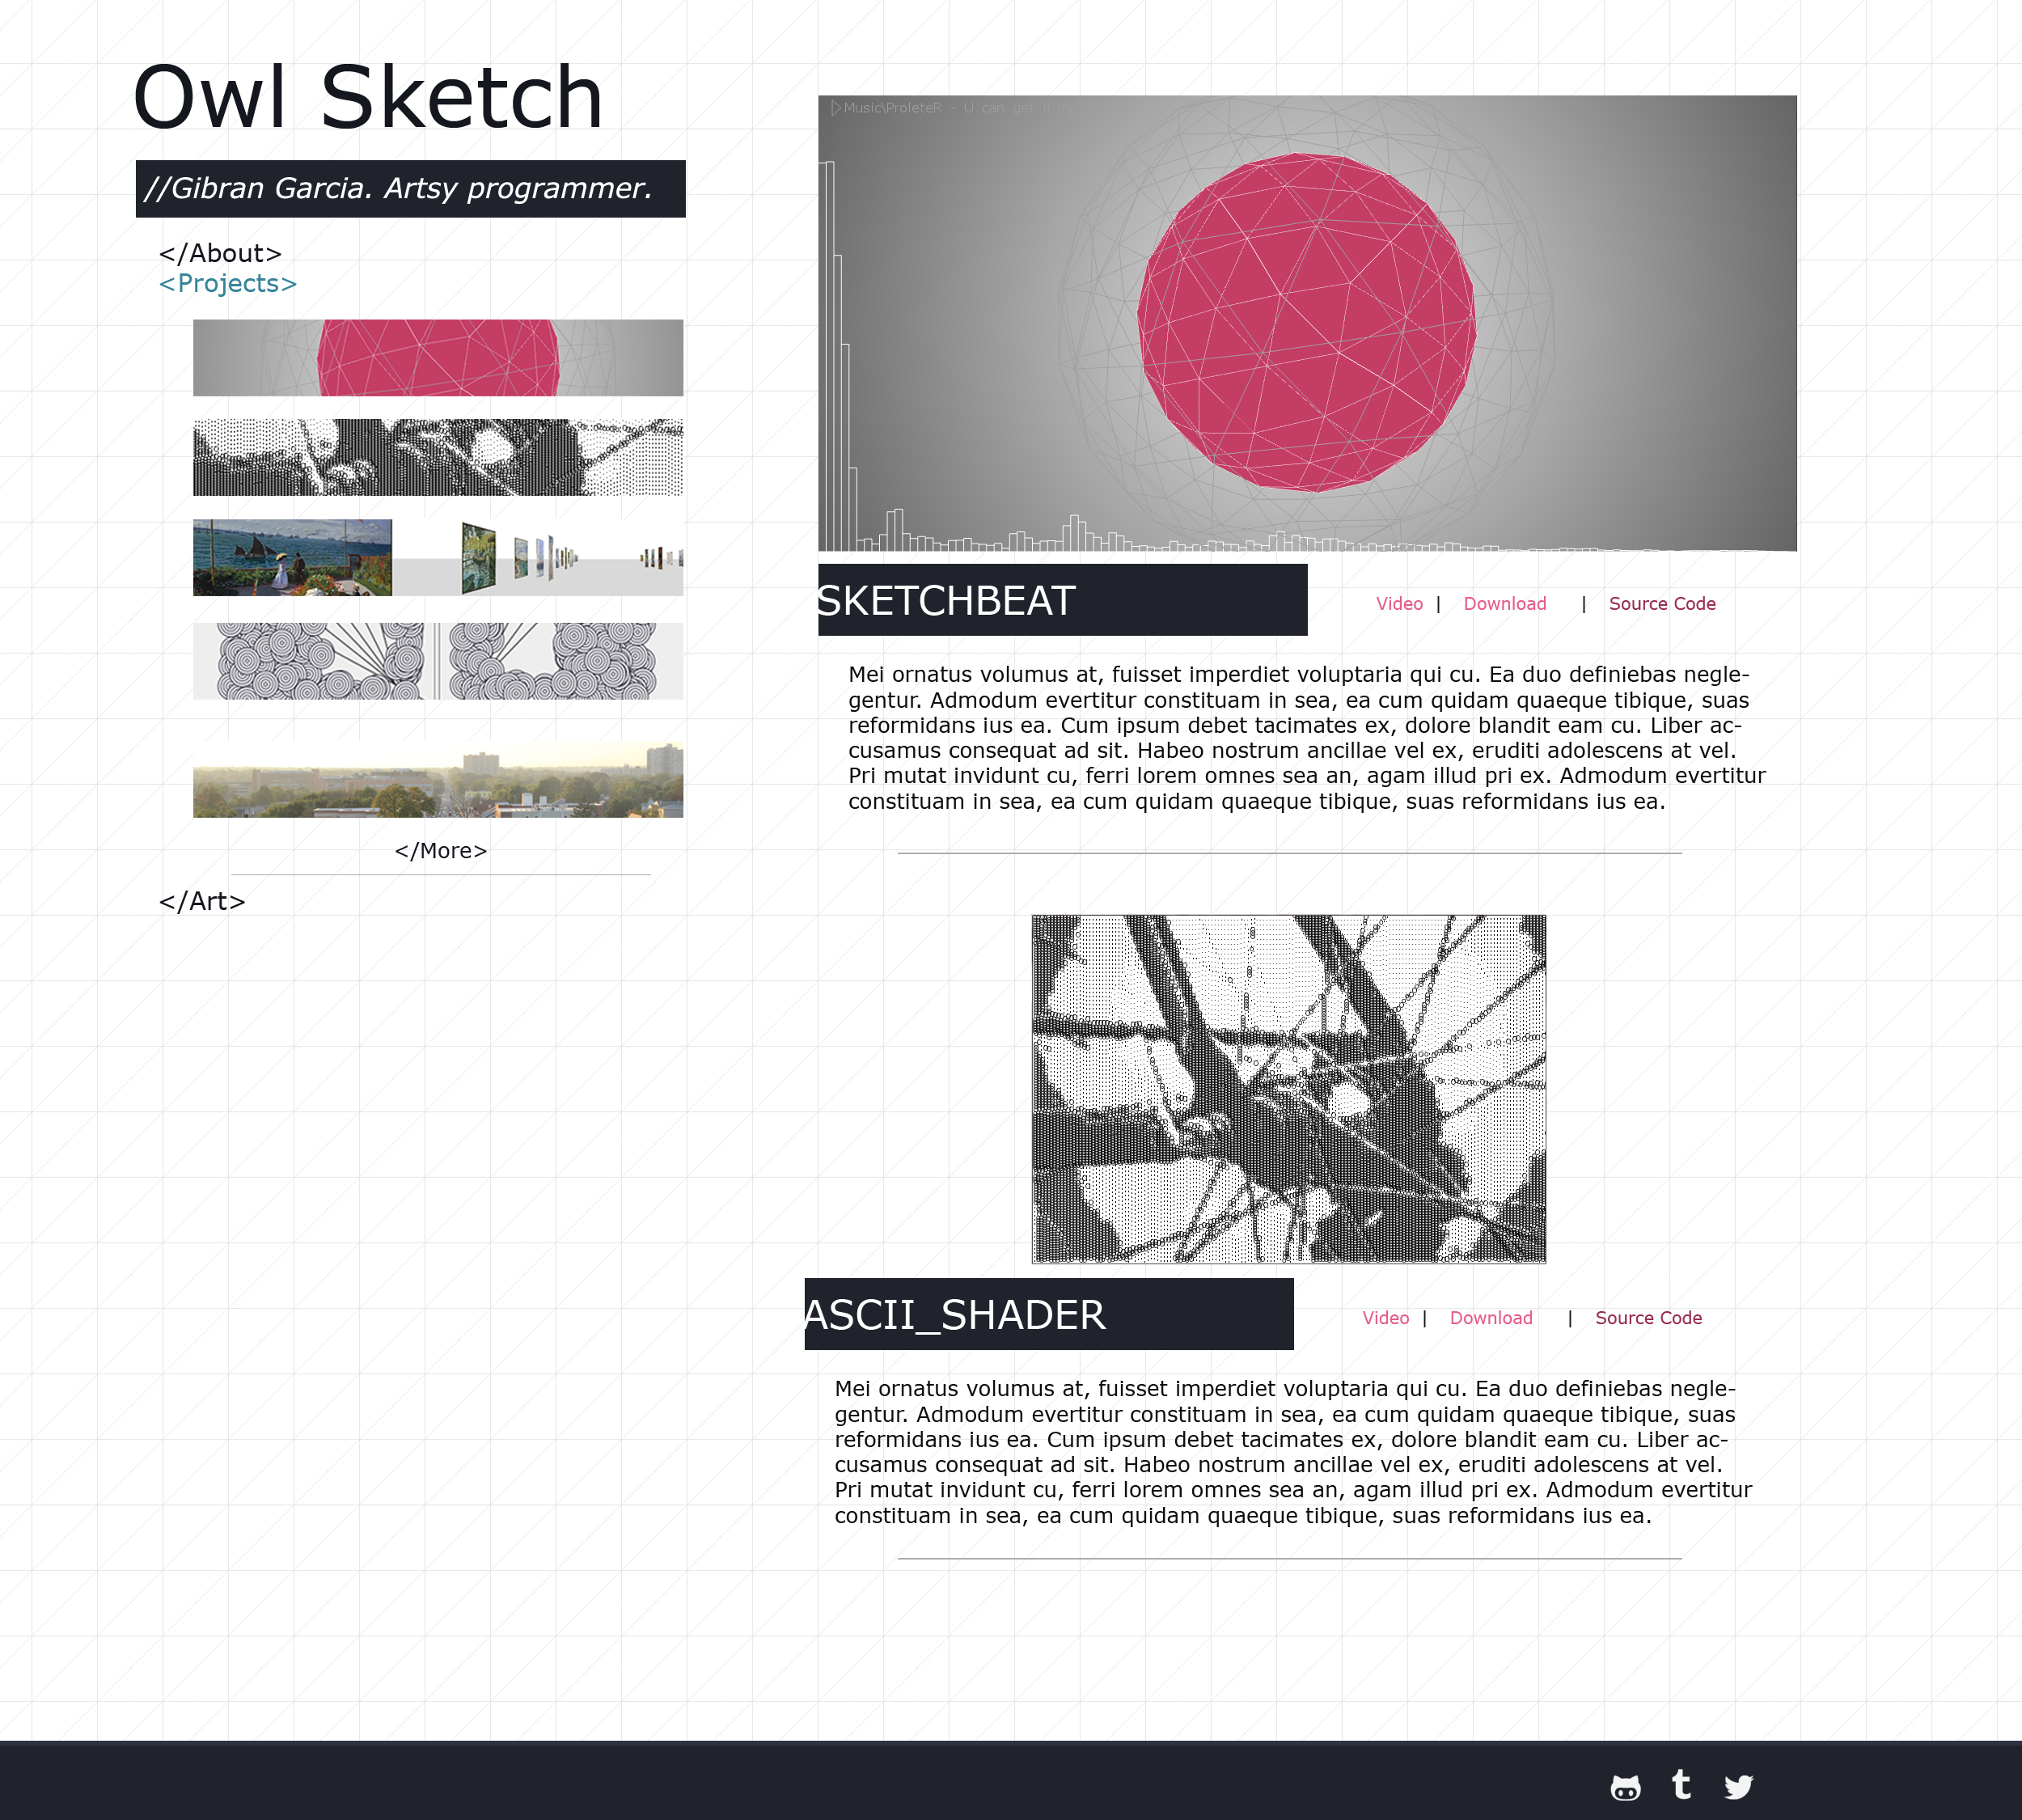 Owl Sketch
//Gibran Garcia. Artsy programmer.
</About>
<Projects>
</More>
</Art>
Music\ProleteR - U can get it
SKETCHBEAT
Video | Download | Source Code
Mei ornatus volumus at, fuisset imperdiet voluptaria qui cu. Ea duo definiebas negle-
gentur. Admodum evertitur constituam in sea, ea cum quidam quaeque tibique, suas
reformidans ius ea. Cum ipsum debet tacimates ex, dolore blandit eam cu. Liber ac-
cusamus consequat ad sit. Habeo nostrum ancillae vel ex, eruditi adolescens at vel.
Pri mutat invidunt cu, ferri lorem omnes sea an, agam illud pri ex. Admodum evertitur
constituam in sea, ea cum quidam quaeque tibique, suas reformidans ius ea.
ASCII_SHADER
Video | Download | Source Code
Mei ornatus volumus at, fuisset imperdiet voluptaria qui cu. Ea duo definiebas negle-
gentur. Admodum evertitur constituam in sea, ea cum quidam quaeque tibique, suas
reformidans ius ea. Cum ipsum debet tacimates ex, dolore blandit eam cu. Liber ac-
cusamus consequat ad sit. Habeo nostrum ancillae vel ex, eruditi adolescens at vel.
Pri mutat invidunt cu, ferri lorem omnes sea an, agam illud pri ex. Admodum evertitur
constituam in sea, ea cum quidam quaeque tibique, suas reformidans ius ea.